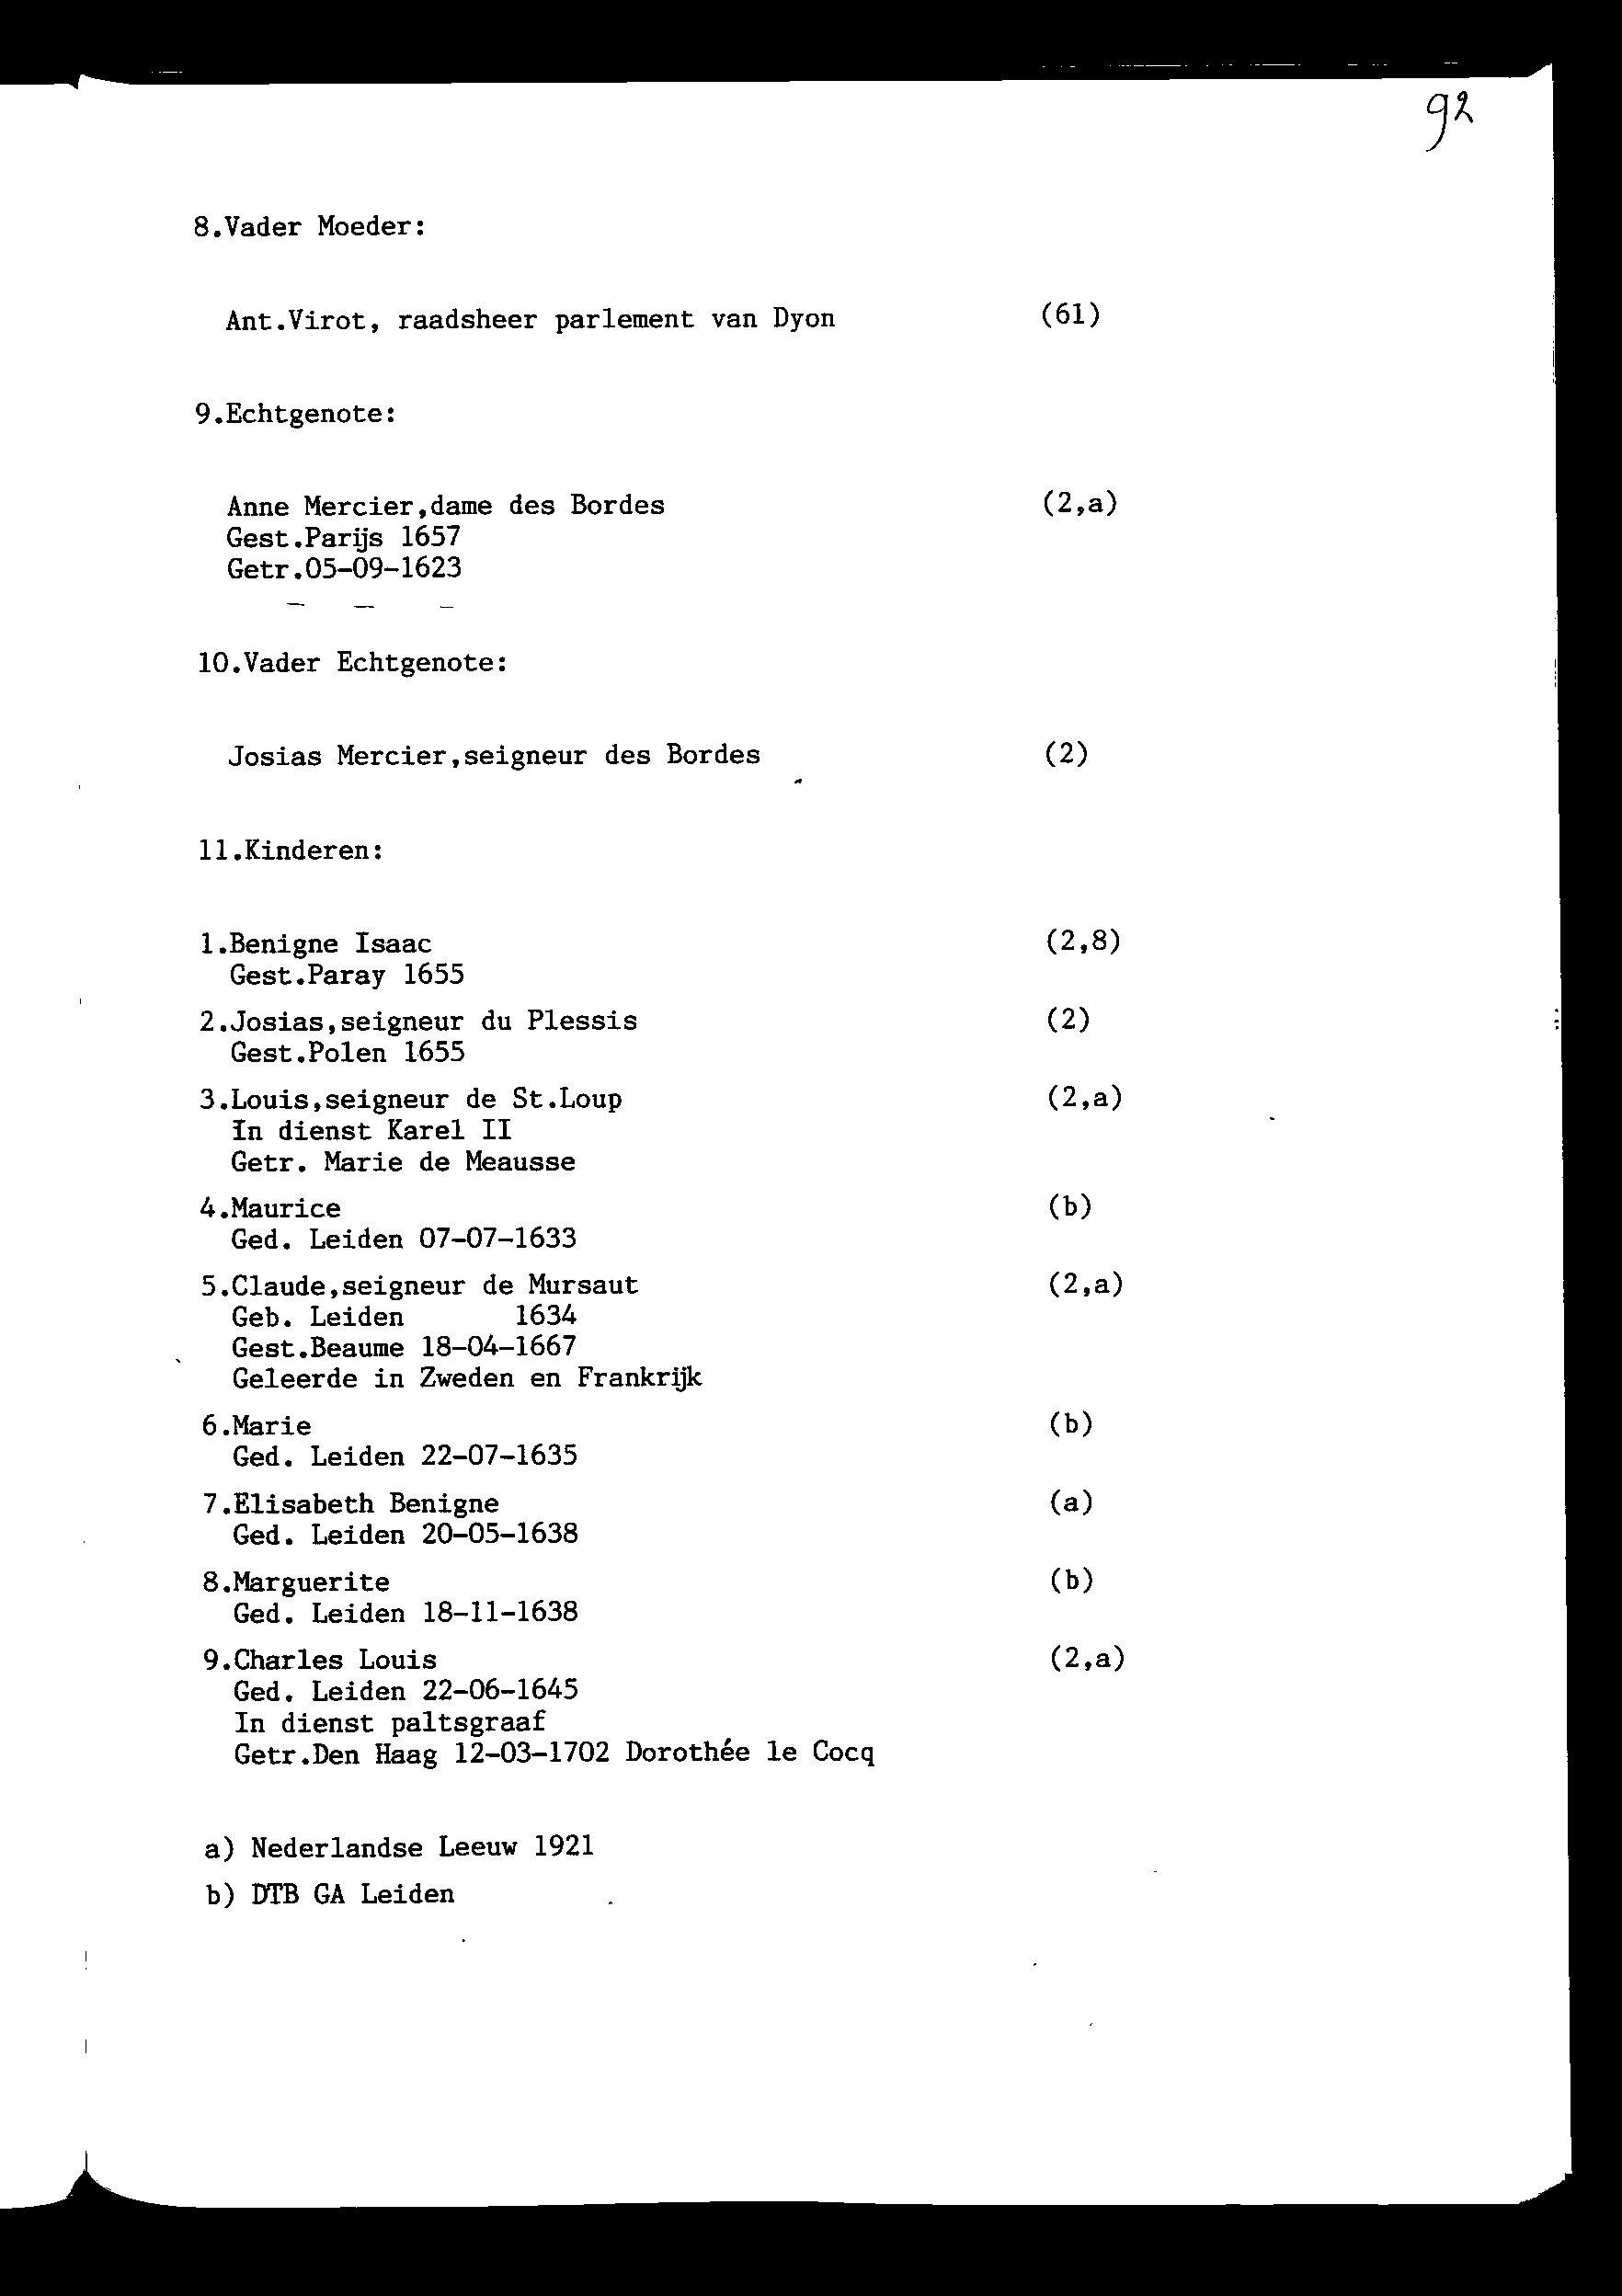 92
8.Vader Moeder:
Ant.Virot, raadsheer parlement van Dyon (61)
9.Echtgenote:
Anne Mercier,dame des Bordes (2,a)
Gest.Parijs 1657
Getr.05-09-1623
10.Vader Echtgenote:
Josias Mercier,seigneur des Bordes (2)
11.Kinderen:
1.Benigne Isaac (2,8)
Gest.Paray 1655
2.Josias,seigneur du Plessis (2)
Gest.Polen 1655
3.Louis,seigneur de St.Loup (2,a)
In dienst Karel II
Getr. Marie de Meausse
4.Maurice (b)
Ged. Leiden 07-07-1633
5.Claude,seigneur de Mursaut (2,a)
Geb. Leiden 1634
Gest.Beaume 18-04-1667
Geleerde in Zweden en Frankrijk
6.Marie (b)
Ged. Leiden 22-07-1635
7.Elisabeth Benigne (a)
Ged. Leiden 20-05-1638
8.Marguerite (b)
Ged. Leiden 18-11-1638
9.Charles Louis (2,a)
Ged. Leiden 22-06-1645
In dienst paltsgraaf
Getr.Den Haag 12-03-1702 Dorothée le Cocq
a) Nederlandse Leeuw 1921
b) DTB GA Leiden